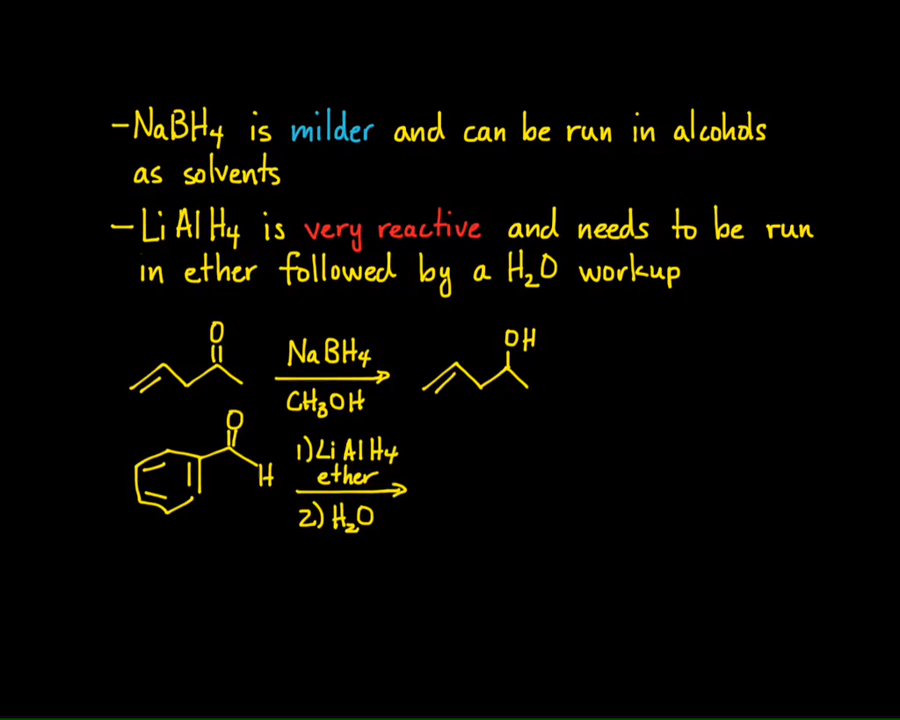 -NaBH4 is milder and can be run in alcohols
as solvents
-LiAlH4 is very reactive and needs to be run
in ether followed by a H2O workup
O
NaBH4
CH3OH
OH
O
H
1)LiAlH4
ether
2)H2O